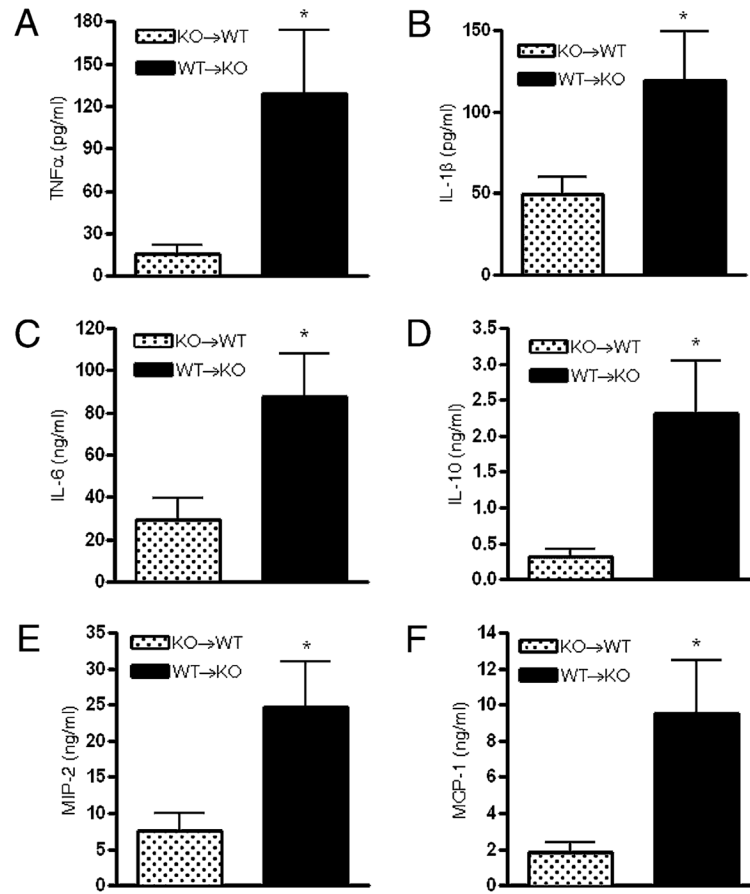 A
TNFα (pg/ml)
180
150
120
90
60
30
0
KO→WT
WT→KO
*
B
IL-1β (pg/ml)
150
100
50
0
KO→WT
WT→KO
*
C
IL-6 (ng/ml)
120
100
80
60
40
20
0
KO→WT
WT→KO
*
D
IL-10 (ng/ml)
3.5
3.0
2.5
2.0
1.5
1.0
0.5
0.0
KO→WT
WT→KO
*
E
MIP-2 (ng/ml)
35
30
25
20
15
10
5
0
KO→WT
WT→KO
*
F
MCP-1 (ng/ml)
14
12
10
8
6
4
2
0
KO→WT
WT→KO
*